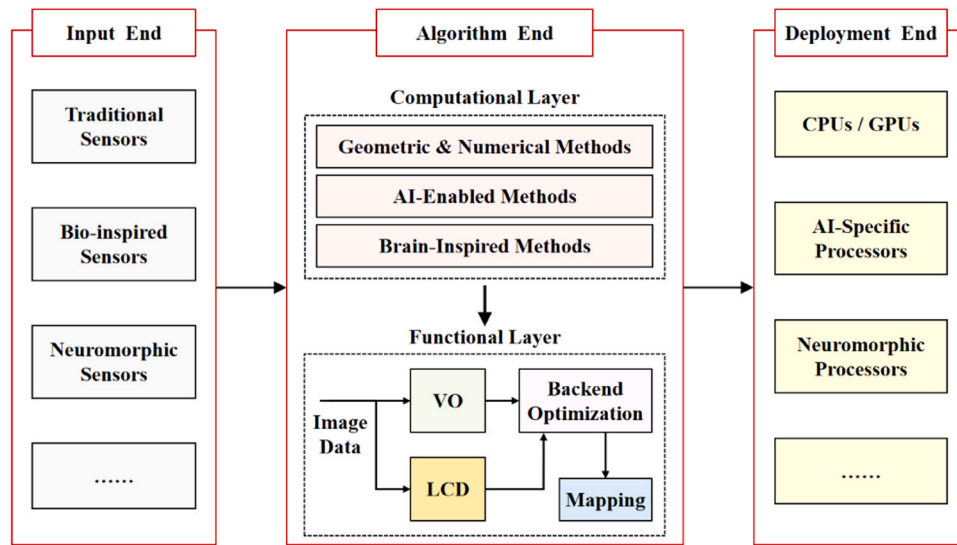 Input End
Traditional
Sensors
Bio-inspired
Sensors
Neuromorphic
Sensors
......
Algorithm End
Computational Layer
Geometric & Numerical Methods
AI-Enabled Methods
Brain-Inspired Methods
Functional Layer
Image
Data
VO
LCD
Backend
Optimization
Mapping
Deployment End
CPUs / GPUs
AI-Specific
Processors
Neuromorphic
Processors
......